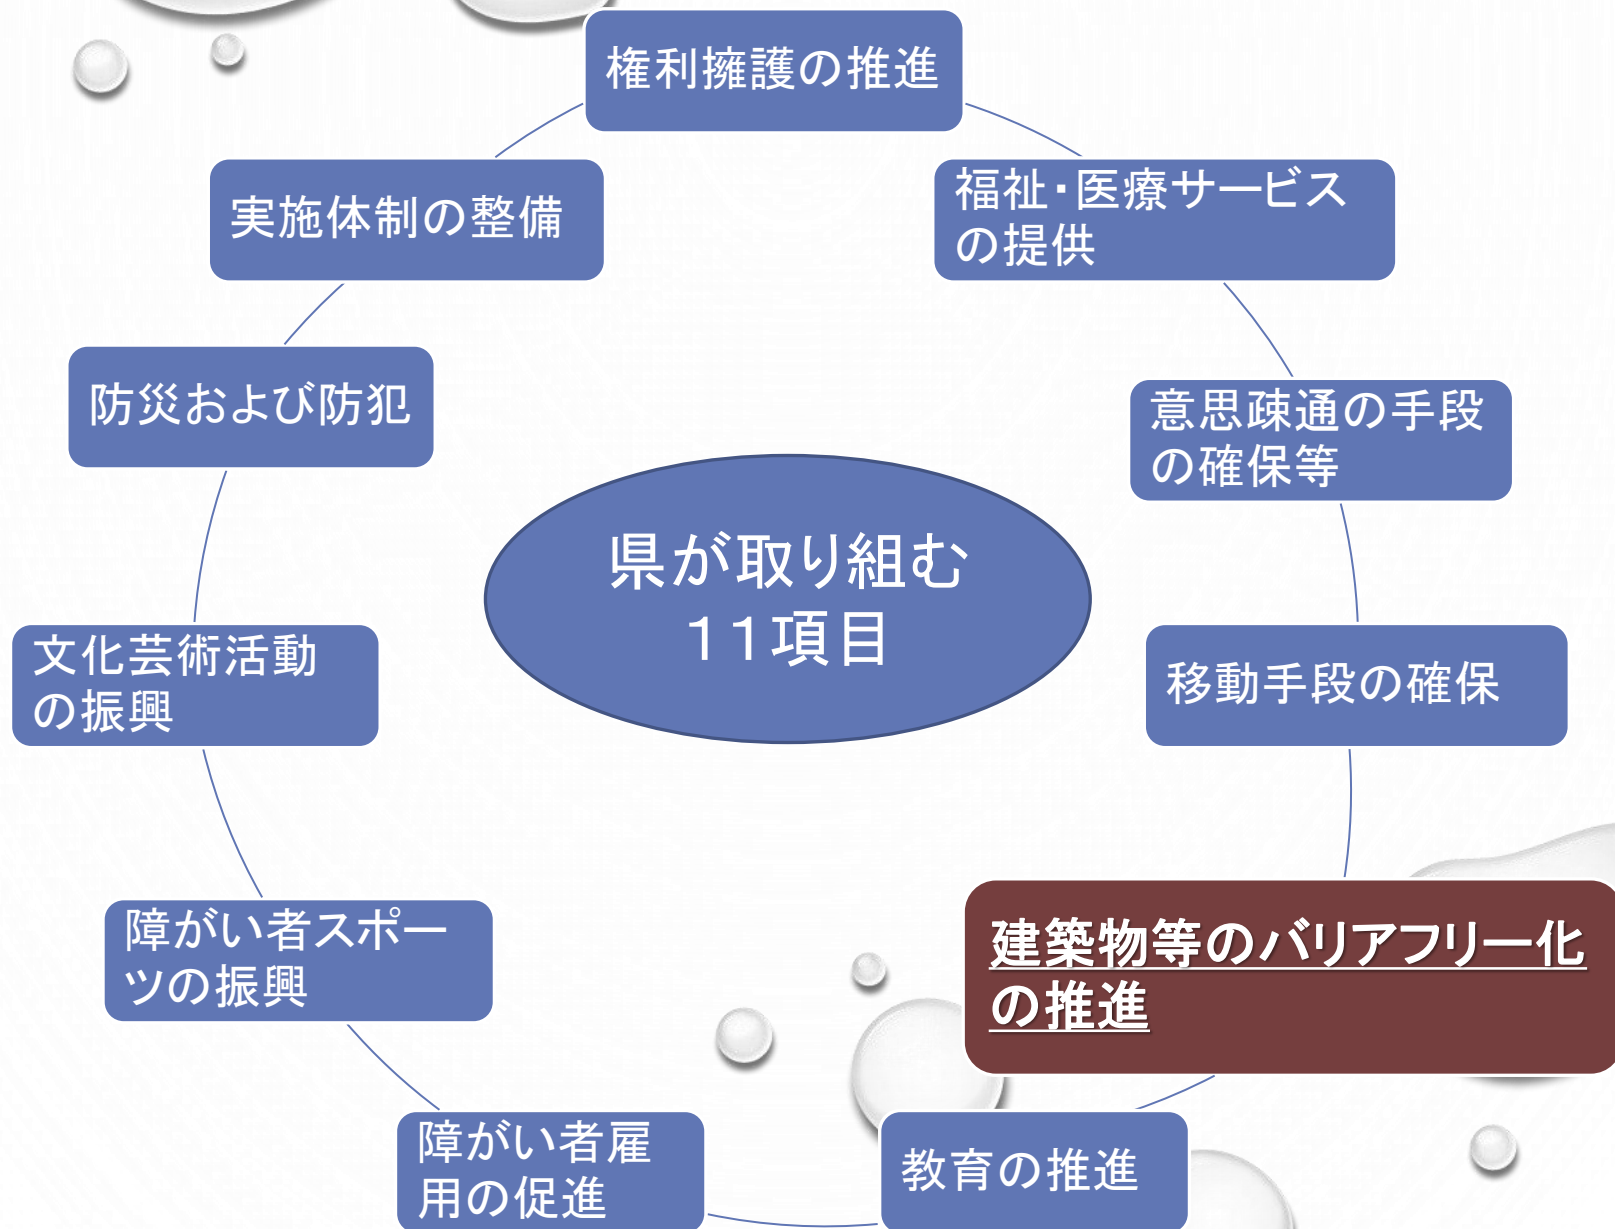 権利擁護の推進
福祉・医療サービス
の提供
意思疎通の手段
の確保等
移動手段の確保
建築物等のバリアフリー化
の推進
教育の推進
障がい者雇
用の促進
障がい者スポー
ツの振興
文化芸術活動
の振興
防災および防犯
実施体制の整備
県が取り組む
11項目